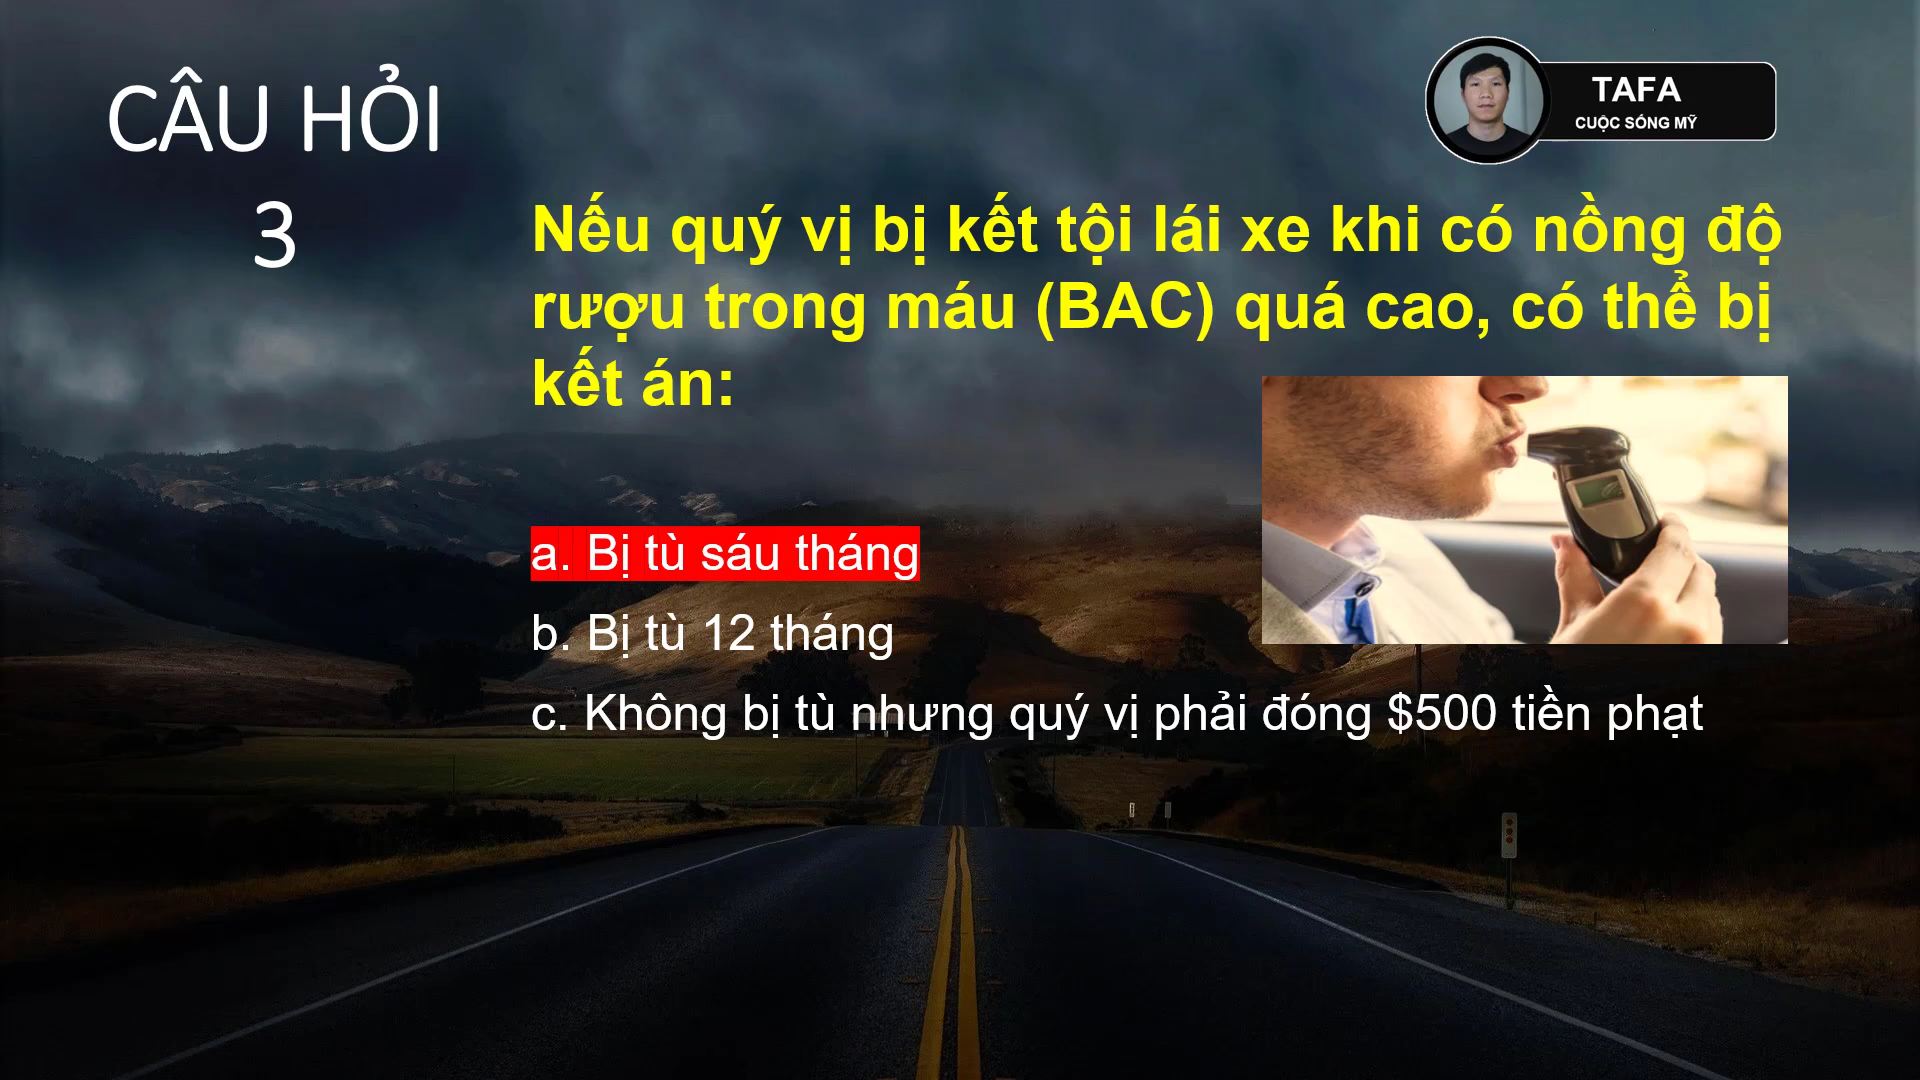 CÂU HỎI
3
TAFA
CUỘC SỐNG MỸ
Nếu quý vị bị kết tội lái xe khi có nồng độ
rượu trong máu (BAC) quá cao, có thể bị
kết án:
a. Bị tù sáu tháng
b. Bị tù 12 tháng
c. Không bị tù nhưng quý vị phải đóng $500 tiền phạt